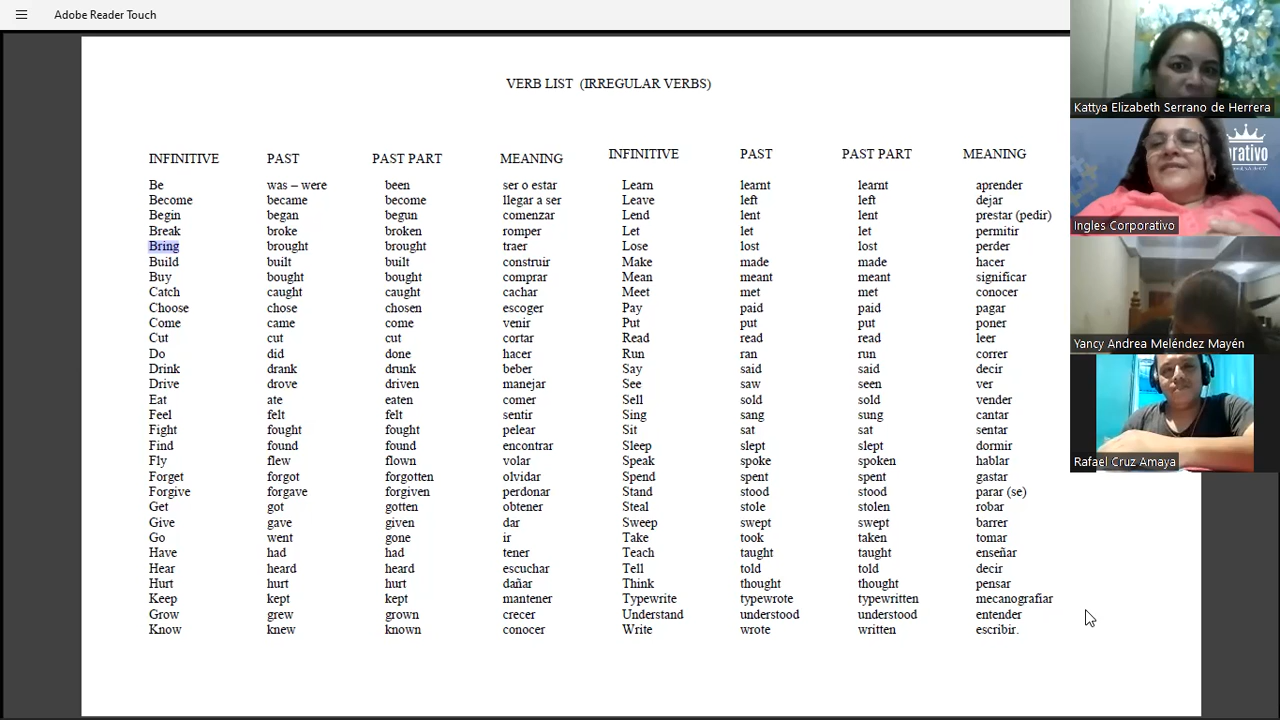 Adobe Reader Touch
VERB LIST (IRREGULAR VERBS)
INFINITIVE PAST PAST PART MEANING
Be was – were been ser o estar
Become became become llegar a ser
Begin began begun comenzar
Break broke broken romper
Bring brought brought traer
Build built built construir
Buy bought bought comprar
Catch caught caught cachar
Choose chose chosen escoger
Come came come venir
Cut cut cut cortar
Do did done hacer
Drink drank drunk beber
Drive drove driven manejar
Eat ate eaten comer
Feel felt felt sentir
Fight fought fought pelear
Find found found encontrar
Fly flew flown volar
Forget forgot forgotten olvidar
Forgive forgave forgiven perdonar
Get got gotten obtener
Give gave given dar
Go went gone ir
Have had had tener
Hear heard heard escuchar
Hurt hurt hurt dañar
Keep kept kept mantener
Grow grew grown crecer
Know knew known conocer
INFINITIVE PAST PAST PART MEANING
Learn learnt learnt aprender
Leave left left dejar
Lend lent lent prestar (pedir)
Let let let permitir
Lose lost lost perder
Make made made hacer
Mean meant meant significar
Meet met met conocer
Pay paid paid pagar
Put put put poner
Read read read leer
Run ran run correr
Say said said decir
See saw seen ver
Sell sold sold vender
Sing sang sung cantar
Sit sat sat sentar
Sleep slept slept dormir
Speak spoke spoken hablar
Spend spent spent gastar
Stand stood stood parar (se)
Steal stole stolen robar
Sweep swept swept barrer
Take took taken tomar
Teach taught taught enseñar
Tell told told decir
Think thought thought pensar
Typewrite typewrote typewritten mecanografiar
Understand understood understood entender
Write wrote written escribir.
Kattya Elizabeth Serrano de Herrera
orativo
Ingles Corporativo
Yancy Andrea Meléndez Mayén
Rafael Cruz Amaya